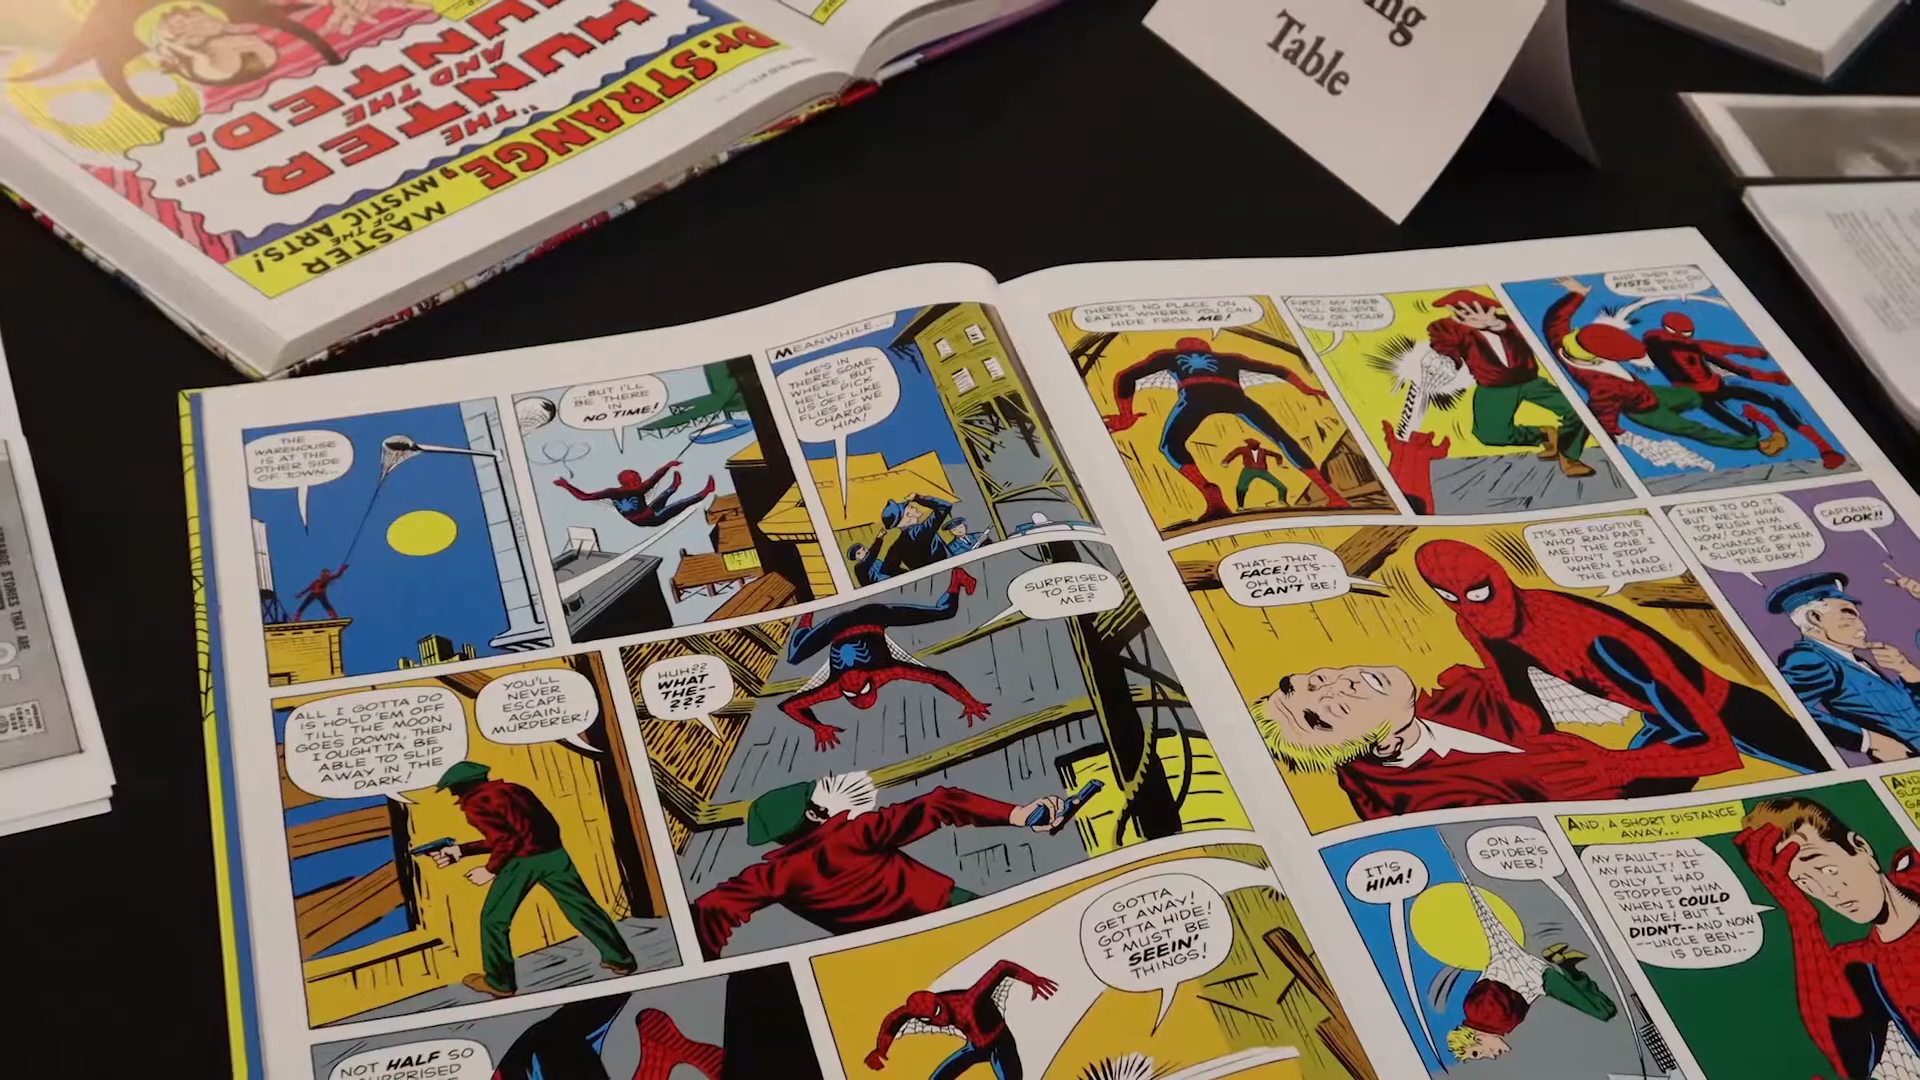 Dr. STRANGE,
MASTER
OF THE
MYSTIC ARTS!
"THE
HUNTER
AND THE
HUNTED!"
ing
Table
THE
WAREHOUSE
IS AT THE
OTHER SIDE
OF TOWN...
...BUT I'LL
BE THERE
IN
NO TIME!
MEANWHILE...
HE'S IN
THERE SOME-
WHERE, BUT
HE'LL PICK
US OFF LIKE
FLIES IF WE
CHARGE
HIM!
ALL I GOTTA DO
IS HOLD 'EM OFF
TILL THE MOON
GOES DOWN, THEN
I OUGHTTA BE
ABLE TO SLIP
AWAY IN THE
DARK!
YOU'LL
NEVER
ESCAPE
AGAIN,
MURDERER!
HUH??
WHAT
THE--
???
SURPRISED
TO SEE
ME?
NOT HALF SO
SURPRISED
GOTTA
GET AWAY!
GOTTA HIDE!
I MUST BE
SEEIN'
THINGS!
THERE'S NO PLACE ON
EARTH WHERE YOU CAN
HIDE FROM ME!
FIRST, MY WEB
WILL RELIEVE
YOU OF YOUR
GUN!
WHIZZZZ!
AND THEN MY
FISTS WILL DO
THE REST!
THAT--THAT
FACE! IT'S--
OH NO, IT
CAN'T BE!
IT'S THE FUGITIVE
WHO RAN PAST
ME! THE ONE I
DIDN'T STOP
WHEN I HAD
THE CHANCE!
I HATE TO DO IT,
BUT WE'LL HAVE
TO RUSH HIM
NOW! CAN'T TAKE
A CHANCE OF HIM
SLIPPING BY IN
THE DARK!
CAPTAIN--
LOOK!!
IT'S
HIM!
ON A--
SPIDER'S
WEB!
AND, A SHORT DISTANCE
AWAY...
MY FAULT--ALL
MY FAULT! IF
ONLY I HAD
STOPPED HIM
WHEN I COULD
HAVE! BUT I
DIDN'T--AND NOW
--UNCLE BEN--
IS DEAD...
STRANGE STORIES THAT ARE